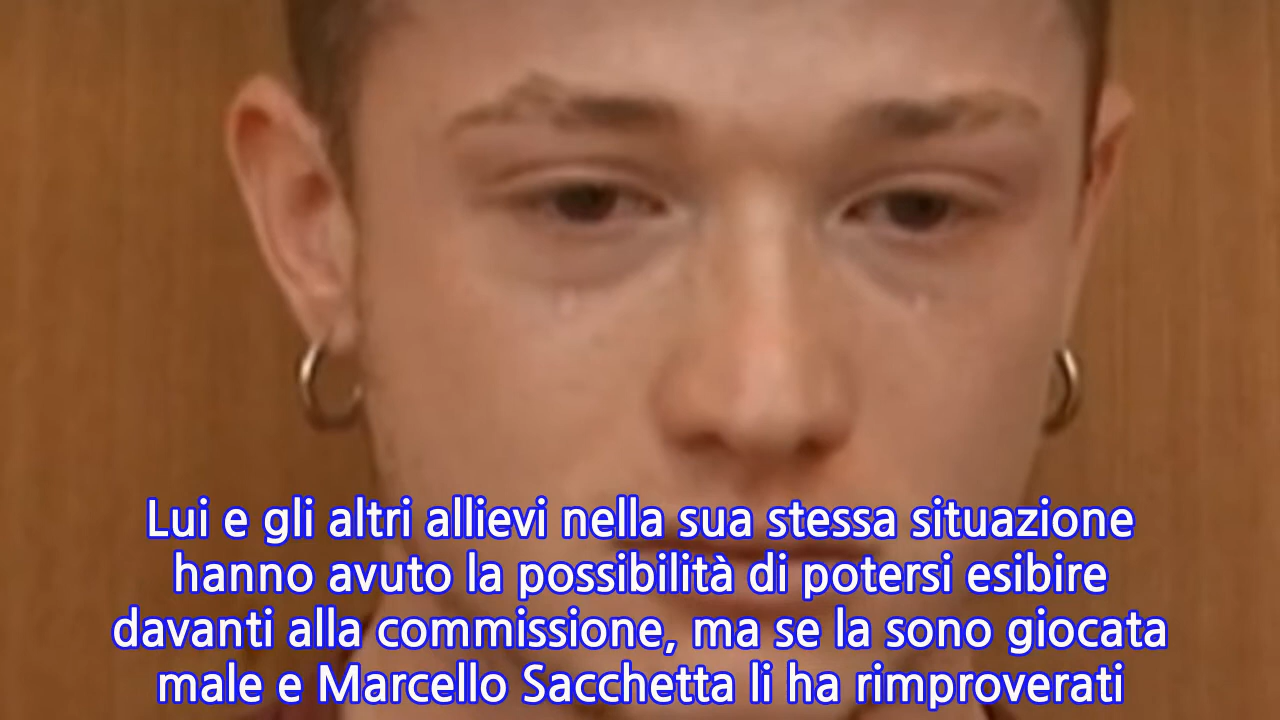 Lui e gli altri allievi nella sua stessa situazione
hanno avuto la possibilità di potersi esibire
davanti alla commissione, ma se la sono giocata
male e Marcello Sacchetta li ha rimproverati